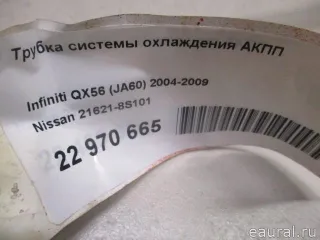 Трубка системы охлаждения АКПП
Infiniti QX56 (JA60) 2004-2009
Nissan 21621-8S101
22 970 665
eaural.ru